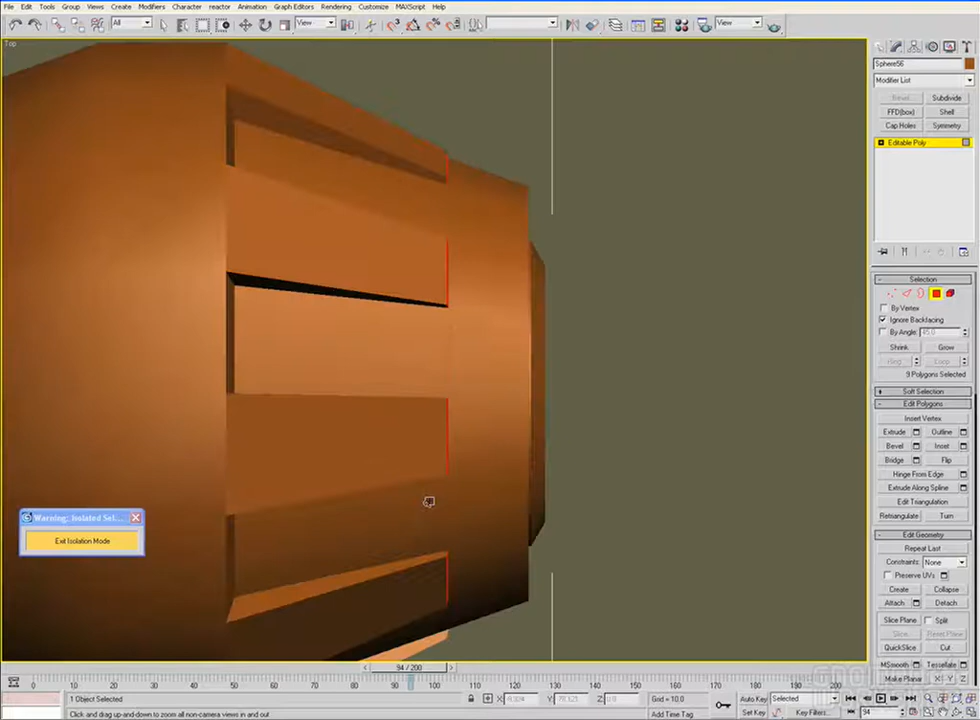 File Edit Tools Group Views Create Modifiers Character reactor Animation Graph Editors Rendering Customize MAXScript Help
All View View
Top
Sphere56
Modifier List
Bevel Subdivide
FFD(box) Shell
Cap Holes Symmetry
Editable Poly
Selection
By Vertex
Ignore Backfacing
By Angle: 45.0
Shrink Grow
Ring Loop
9 Polygons Selected
Soft Selection
Edit Polygons
Insert Vertex
Extrude Outline
Bevel Inset
Bridge Flip
Hinge From Edge
Extrude Along Spline
Edit Triangulation
Retriangulate Turn
Edit Geometry
Repeat Last
Constraints: None
Preserve UVs
Create Collapse
Attach Detach
Slice Plane Split
Slice Reset Plane
QuickSlice Cut
MSmooth Tessellate
Make Planar X Y Z
Warning: Isolated Sel...
Exit Isolation Mode
94 / 200
0 10 20 30 40 50 60 70 80 90 100 110 120 130 140 150 160 170 180 190 200
1 Object Selected X: Y: Z: Grid = 10.0 Auto Key Selected
Click and drag up-and-down to zoom all non-camera views in and out Add Time Tag Set Key Key Filters... 94